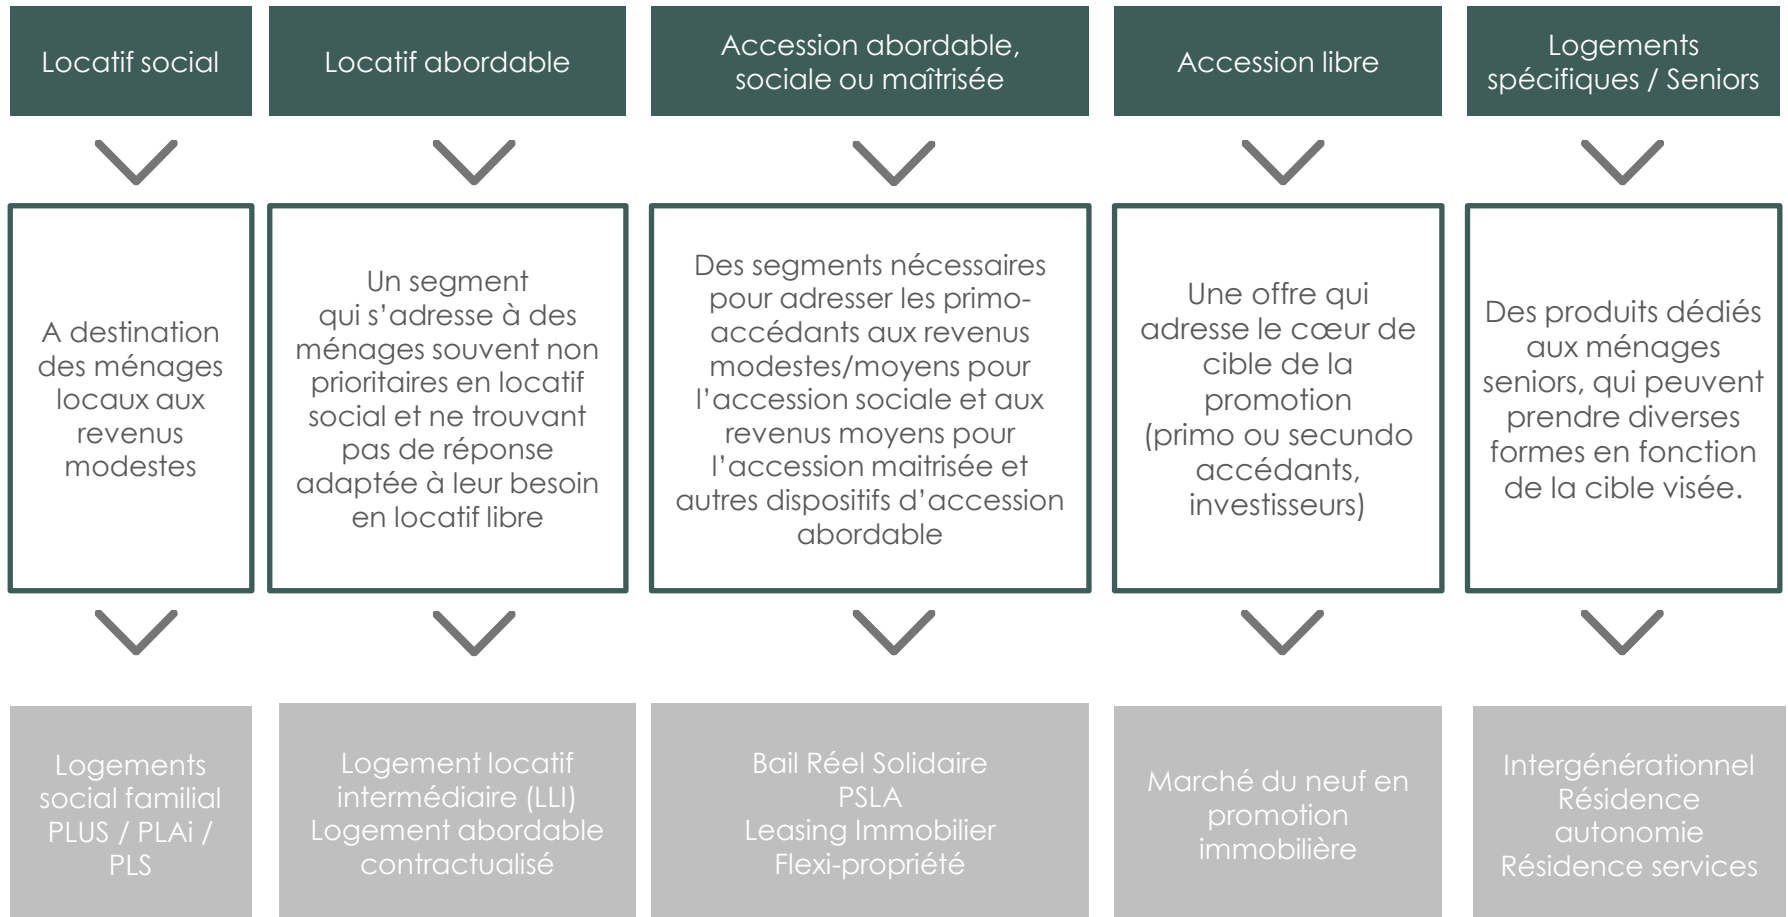 Locatif social
Locatif abordable
Accession abordable,
sociale ou maîtrisée
Accession libre
Logements
spécifiques / Seniors
A destination
des ménages
locaux aux
revenus
modestes
Un segment
qui s’adresse à des
ménages souvent non
prioritaires en locatif
social et ne trouvant
pas de réponse
adaptée à leur besoin
en locatif libre
Des segments nécessaires
pour adresser les primo-
accédants aux revenus
modestes/moyens pour
l’accession sociale et aux
revenus moyens pour
l’accession maitrisée et
autres dispositifs d’accession
abordable
Une offre qui
adresse le cœur de
cible de la
promotion
(primo ou secundo
accédants,
investisseurs)
Des produits dédiés
aux ménages
seniors, qui peuvent
prendre diverses
formes en fonction
de la cible visée.
Logements
social familial
PLUS / PLAi /
PLS
Logement locatif
intermédiaire (LLI)
Logement abordable
contractualisé
Bail Réel Solidaire
PSLA
Leasing Immobilier
Flexi-propriété
Marché du neuf en
promotion
immobilière
Intergénérationnel
Résidence
autonomie
Résidence services